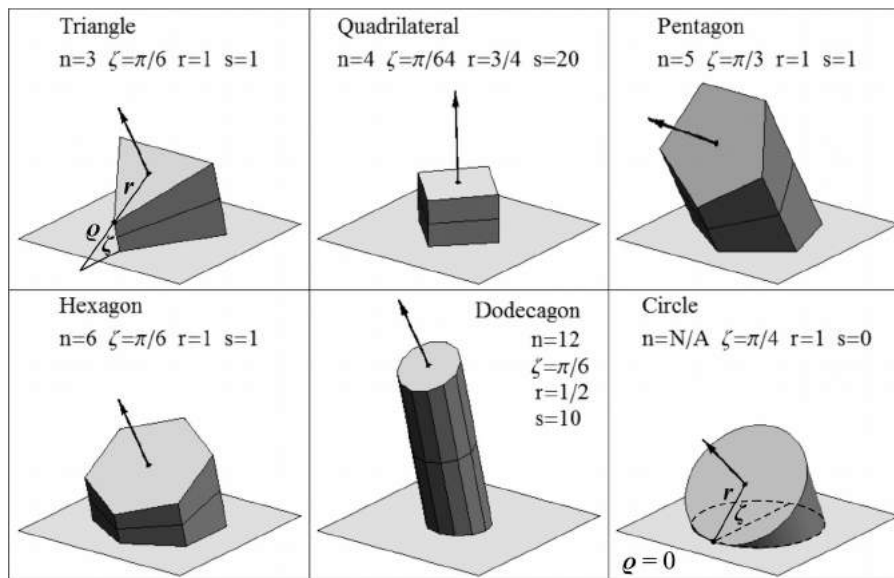 Triangle
n=3 ζ=π/6 r=1 s=1
r
ϱ
ζ
Quadrilateral
n=4 ζ=π/64 r=3/4 s=20
Pentagon
n=5 ζ=π/3 r=1 s=1
Hexagon
n=6 ζ=π/6 r=1 s=1
Dodecagon
n=12
ζ=π/6
r=1/2
s=10
Circle
n=N/A ζ=π/4 r=1 s=0
r
ζ
ϱ = 0